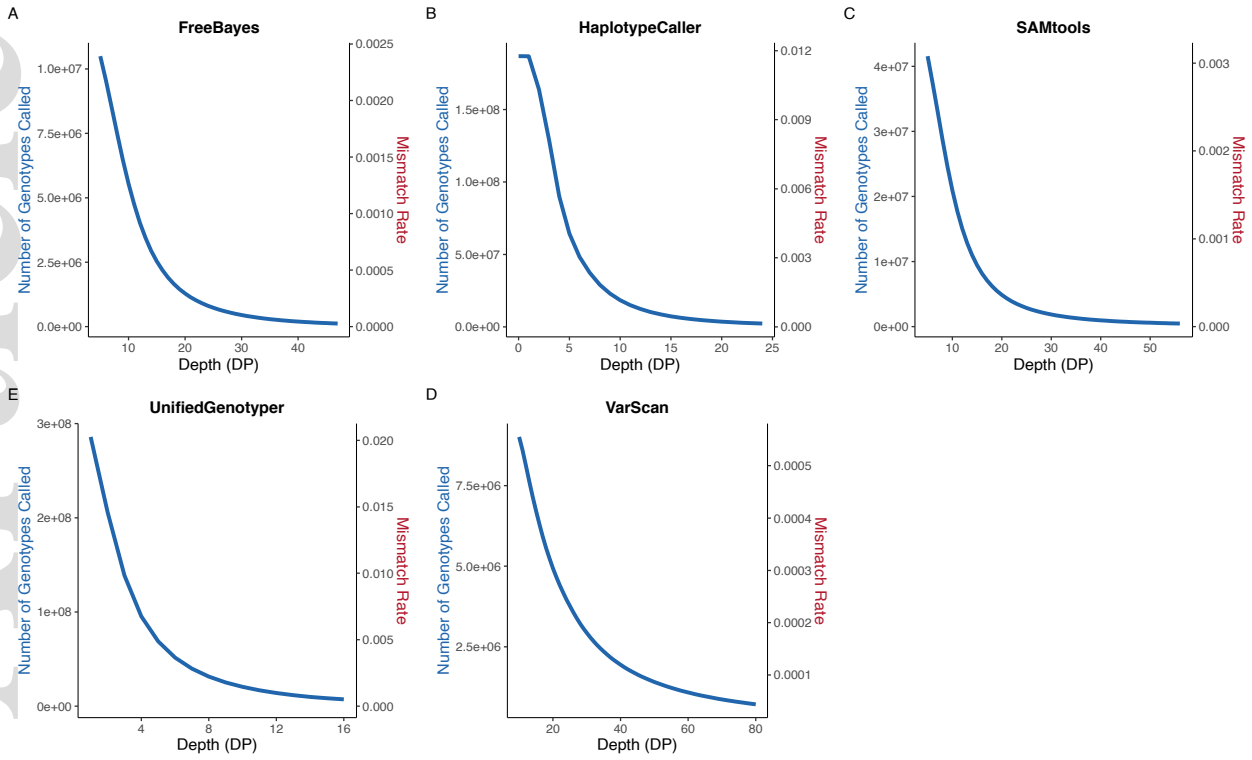 A
FreeBayes
Number of Genotypes Called
1.0e+07
7.5e+06
5.0e+06
2.5e+06
0.0e+00
0.0025
0.0020
0.0015
0.0010
0.0005
0.0000
Mismatch Rate
10 20 30 40
Depth (DP)
B
HaplotypeCaller
Number of Genotypes Called
1.5e+08
1.0e+08
5.0e+07
0.0e+00
0.012
0.009
0.006
0.003
0.000
Mismatch Rate
0 5 10 15 20 25
Depth (DP)
C
SAMtools
Number of Genotypes Called
4e+07
3e+07
2e+07
1e+07
0e+00
0.003
0.002
0.001
0.000
Mismatch Rate
10 20 30 40 50
Depth (DP)
E
UnifiedGenotyper
Number of Genotypes Called
3e+08
2e+08
1e+08
0e+00
0.020
0.015
0.010
0.005
0.000
Mismatch Rate
4 8 12 16
Depth (DP)
D
VarScan
Number of Genotypes Called
7.5e+06
5.0e+06
2.5e+06
0.0005
0.0004
0.0003
0.0002
0.0001
Mismatch Rate
20 40 60 80
Depth (DP)